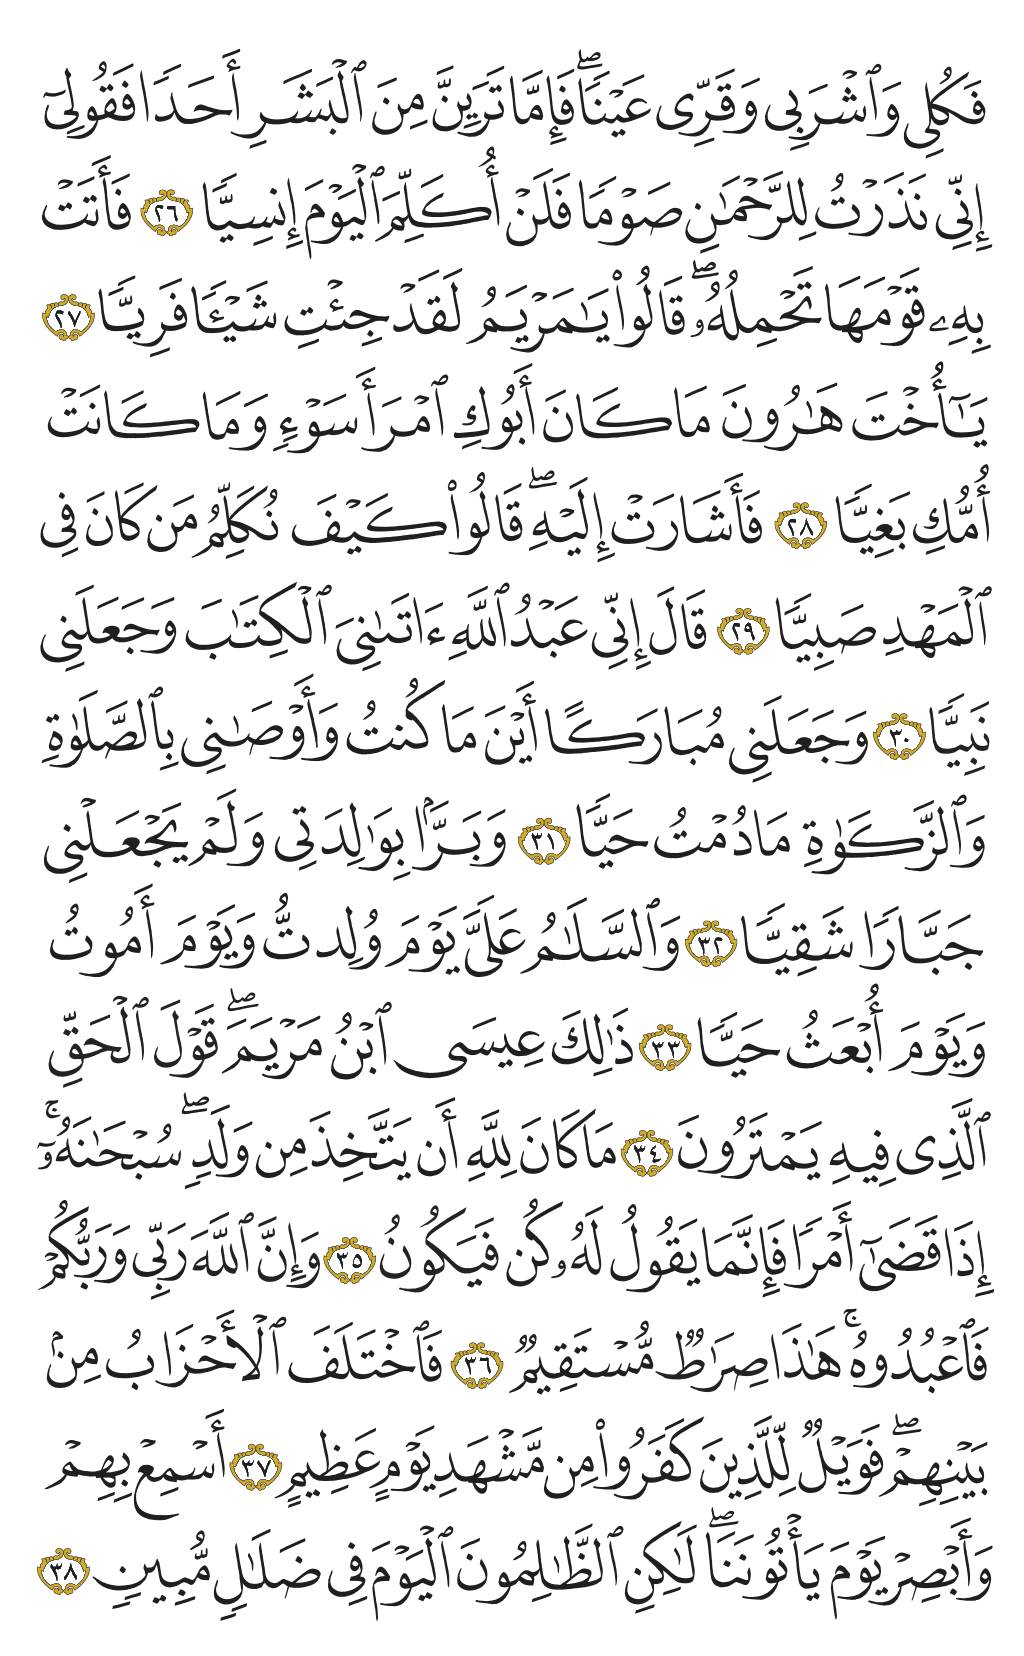 فَكُلِى وَٱشْرَبِى وَقَرِّى عَيْنًاۖ فَإِمَّا تَرَيِنَّ مِنَ ٱلْبَشَرِ أَحَدًا فَقُولِىٓ
إِنِّى نَذَرْتُ لِلرَّحْمَـٰنِ صَوْمًا فَلَنْ أُكَلِّمَ ٱلْيَوْمَ إِنسِيًّا ٢٦ فَأَتَتْ
بِهِۦ قَوْمَهَا تَحْمِلُهُۥۖ قَالُوا۟ يَـٰمَرْيَمُ لَقَدْ جِئْتِ شَيْـًٔا فَرِيًّا ٢٧
يَـٰٓأُخْتَ هَـٰرُونَ مَا كَانَ أَبُوكِ ٱمْرَأَ سَوْءٍ وَمَا كَانَتْ
أُمُّكِ بَغِيًّا ٢٨ فَأَشَارَتْ إِلَيْهِۖ قَالُوا۟ كَيْفَ نُكَلِّمُ مَن كَانَ فِى
ٱلْمَهْدِ صَبِيًّا ٢٩ قَالَ إِنِّى عَبْدُ ٱللَّهِ ءَاتَىٰنِىَ ٱلْكِتَـٰبَ وَجَعَلَنِى
نَبِيًّا ٣٠ وَجَعَلَنِى مُبَارَكًا أَيْنَ مَا كُنتُ وَأَوْصَـٰنِى بِٱلصَّلَوٰةِ
وَٱلزَّكَوٰةِ مَا دُمْتُ حَيًّا ٣١ وَبَرًّۢا بِوَٰلِدَتِى وَلَمْ يَجْعَلْنِى
جَبَّارًا شَقِيًّا ٣٢ وَٱلسَّلَـٰمُ عَلَىَّ يَوْمَ وُلِدتُّ وَيَوْمَ أَمُوتُ
وَيَوْمَ أُبْعَثُ حَيًّا ٣٣ ذَٰلِكَ عِيسَى ٱبْنُ مَرْيَمَۖ قَوْلَ ٱلْحَقِّ
ٱلَّذِى فِيهِ يَمْتَرُونَ ٣٤ مَا كَانَ لِلَّهِ أَن يَتَّخِذَ مِن وَلَدٍۖ سُبْحَـٰنَهُۥٓۚ
إِذَا قَضَىٰٓ أَمْرًا فَإِنَّمَا يَقُولُ لَهُۥ كُن فَيَكُونُ ٣٥ وَإِنَّ ٱللَّهَ رَبِّى وَرَبُّكُمْ
فَٱعْبُدُوهُۚ هَـٰذَا صِرَٰطٌ مُّسْتَقِيمٌ ٣٦ فَٱخْتَلَفَ ٱلْأَحْزَابُ مِنۢ
بَيْنِهِمْۖ فَوَيْلٌ لِّلَّذِينَ كَفَرُوا۟ مِن مَّشْهَدِ يَوْمٍ عَظِيمٍ ٣٧ أَسْمِعْ بِهِمْ
وَأَبْصِرْ يَوْمَ يَأْتُونَنَاۖ لَـٰكِنِ ٱلظَّـٰلِمُونَ ٱلْيَوْمَ فِى ضَلَـٰلٍ مُّبِينٍ ٣٨